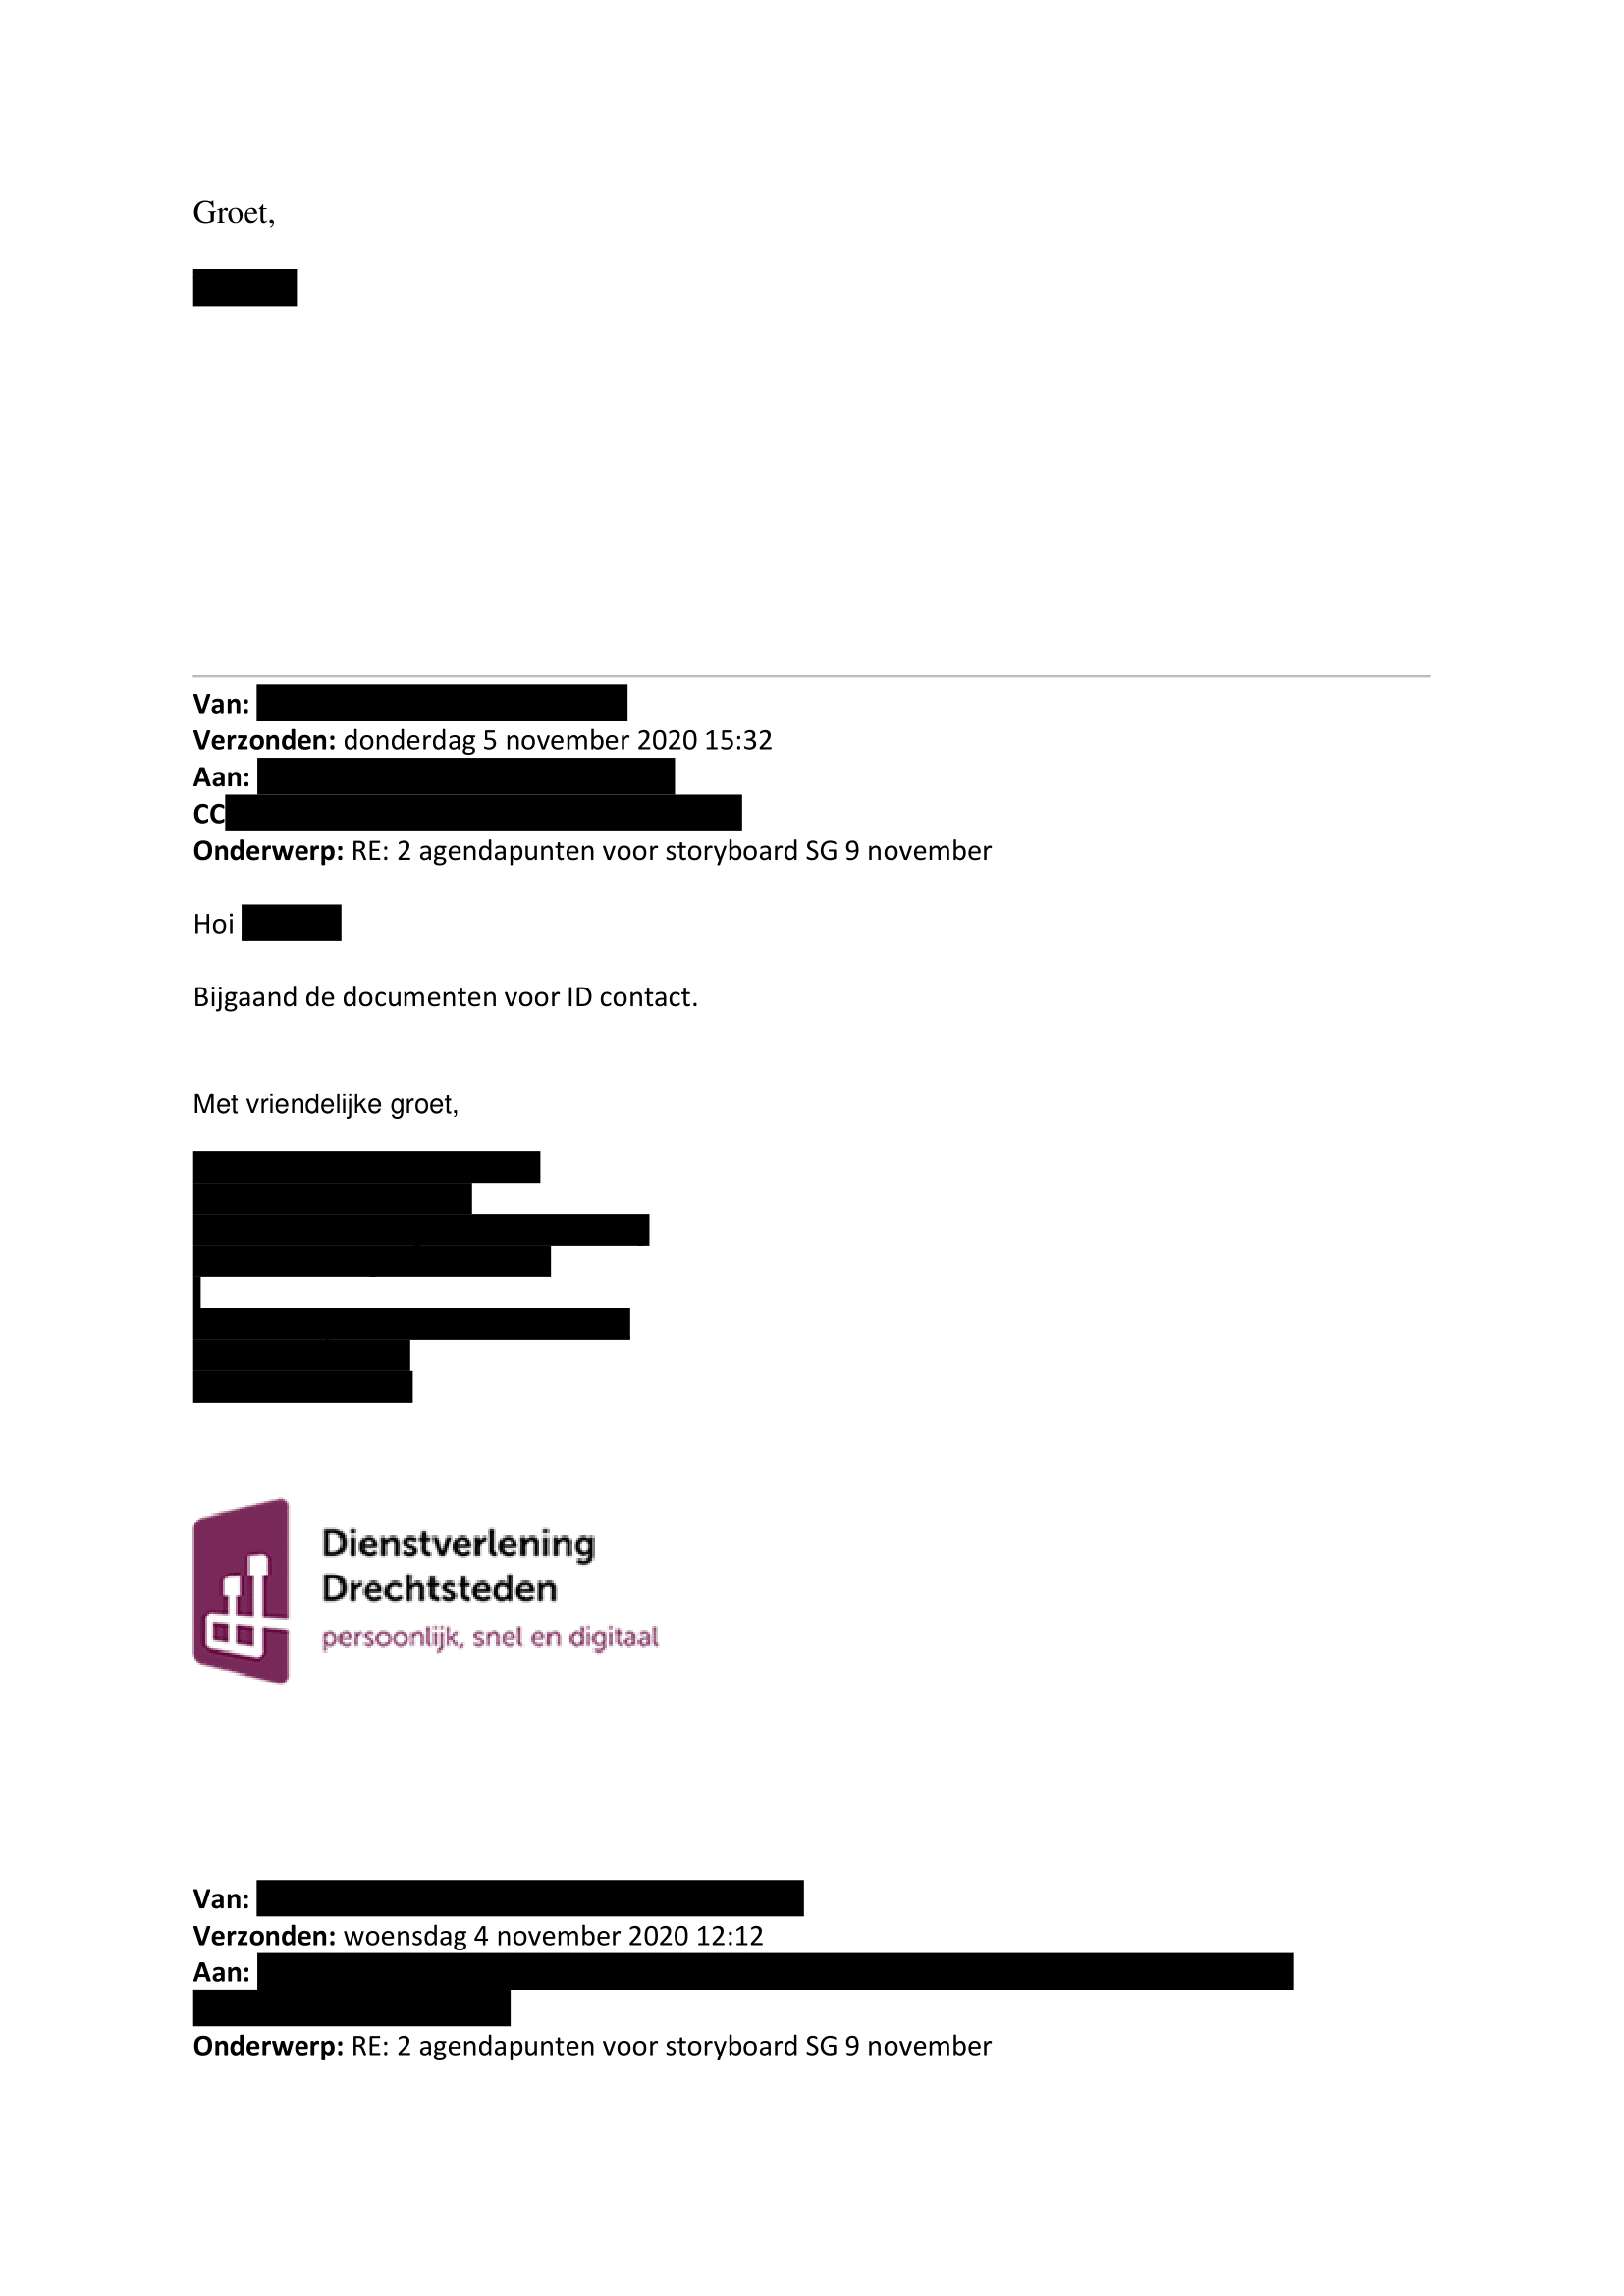 Groet,
Van:
Verzonden: donderdag 5 november 2020 15:32
Aan:
CC
Onderwerp: RE: 2 agendapunten voor storyboard SG 9 november
Hoi
Bijgaand de documenten voor ID contact.
Met vriendelijke groet,
Dienstverlening
Drechtsteden
persoonlijk, snel en digitaal
Van:
Verzonden: woensdag 4 november 2020 12:12
Aan:
Onderwerp: RE: 2 agendapunten voor storyboard SG 9 november